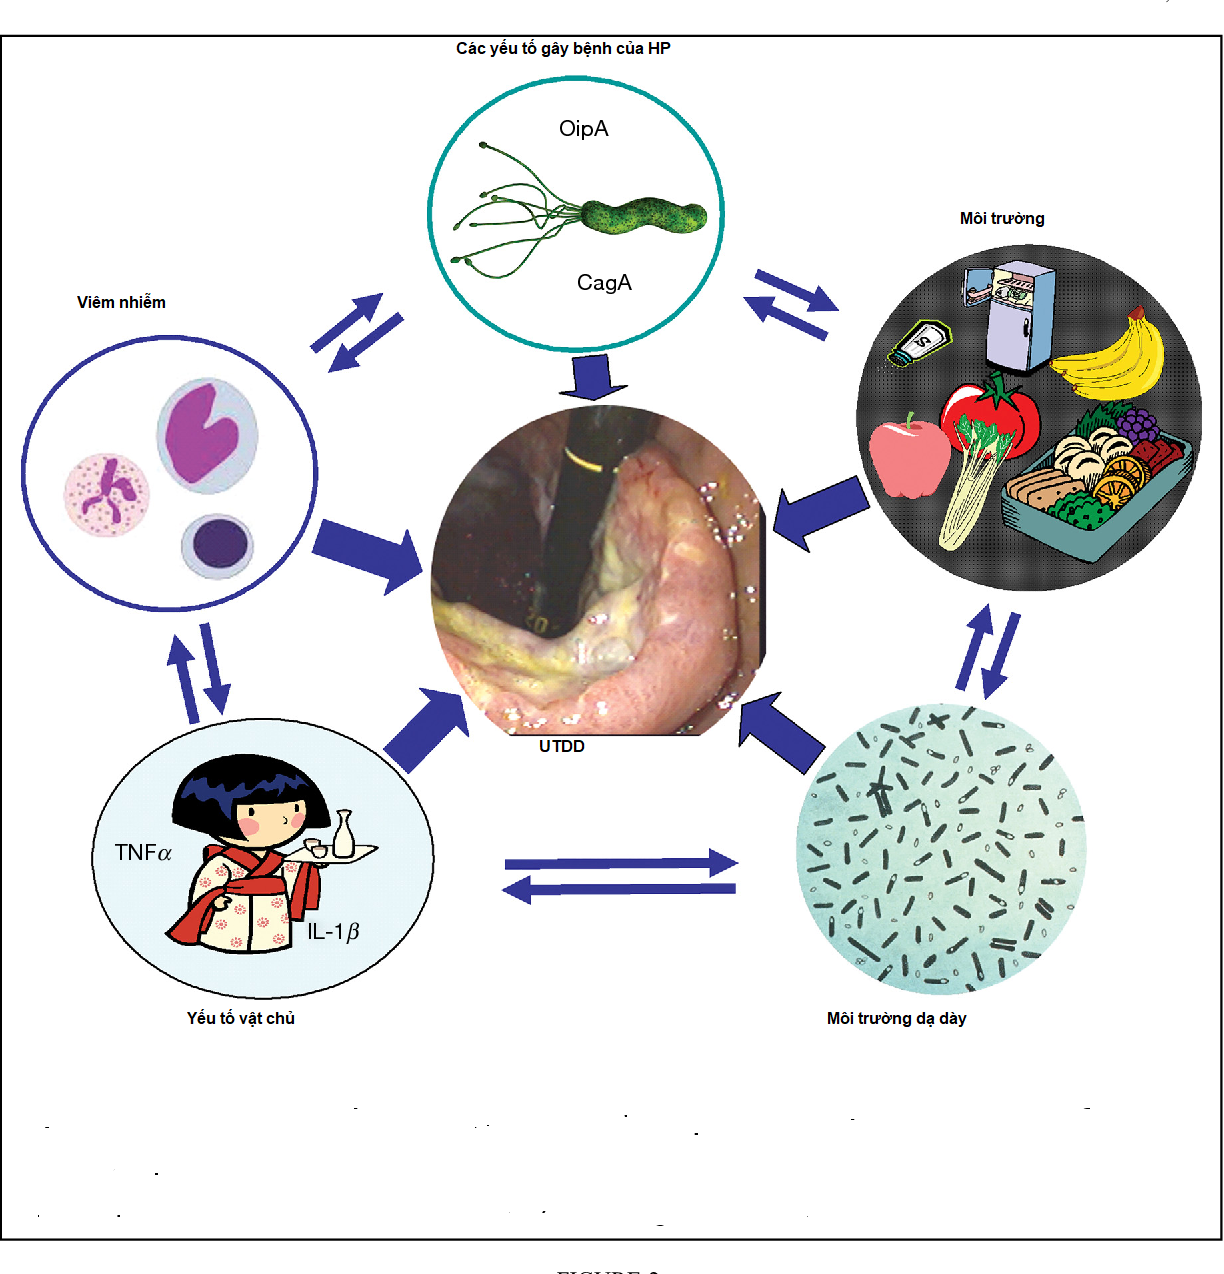 Các yếu tố gây bệnh của HP
OipA
CagA
Môi trường
Viêm nhiễm
S
20
UTDD
TNFα
IL-1β
Yếu tố vật chủ
Môi trường dạ dày